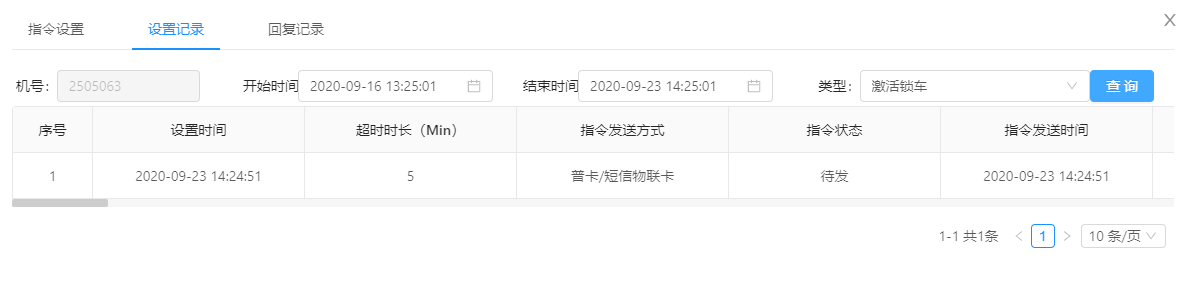 指令设置 设置记录 回复记录 X
机号： 2505063 开始时间 2020-09-16 13:25:01 结束时间 2020-09-23 14:25:01 类型： 激活锁车 查 询
序号 设置时间 超时时长（Min） 指令发送方式 指令状态 指令发送时间
1 2020-09-23 14:24:51 5 普卡/短信物联卡 待发 2020-09-23 14:24:51
1-1 共1条 < 1 > 10 条/页